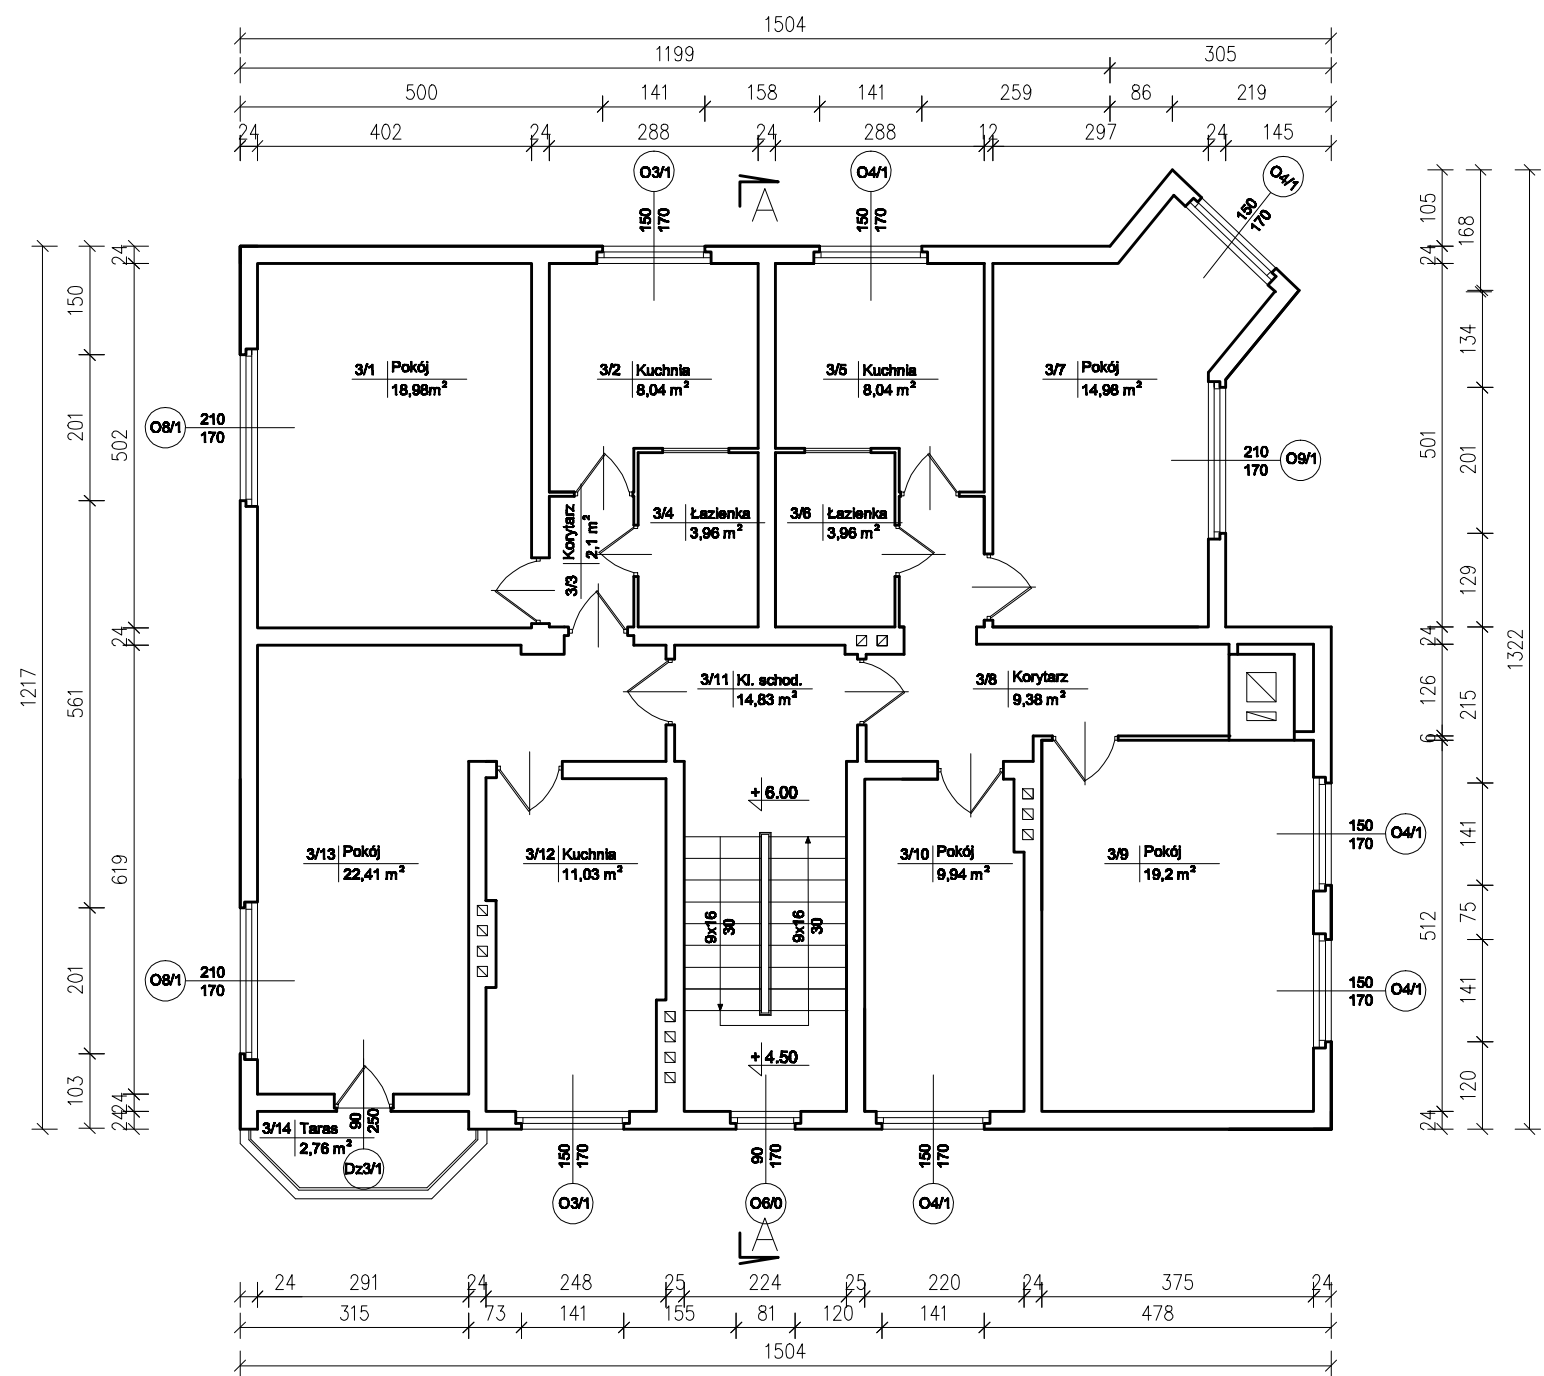 1504
1199 305
500 141 158 141 259 86 219
24 402 24 288 24 288 12 297 24 145
O3/1 O4/1 O4/1
A
150 170
150 170
150 170
24 150 201 561 201 103
24 502 24 619 24 24
1217
105 24 501 24 126 6 512 24
168 134 201 129 215 141 75 141 120
1322
3/1 Pokój
18,98m²
3/2 Kuchnia
8,04 m²
3/5 Kuchnia
8,04 m²
3/7 Pokój
14,98 m²
O8/1 210
170
210 O9/1
170
3/3 Korytarz
2,1 m²
3/4 Łazienka
3,96 m²
3/6 Łazienka
3,96 m²
3/11 Kl. schod.
14,83 m²
3/8 Korytarz
9,38 m²
+ 6.00
3/13 Pokój
22,41 m²
3/12 Kuchnia
11,03 m²
3/10 Pokój
9,94 m²
3/9 Pokój
19,2 m²
150 O4/1
170
9x16
30
9x16
30
O8/1 210
170
150 O4/1
170
+ 4.50
3/14 Taras
2,76 m²
90
250
Dz3/1
150 170
90 170
150 170
O3/1 O6/0 O4/1
A
24 291 24 248 25 224 25 220 24 375 24
315 73 141 155 81 120 141 478
1504